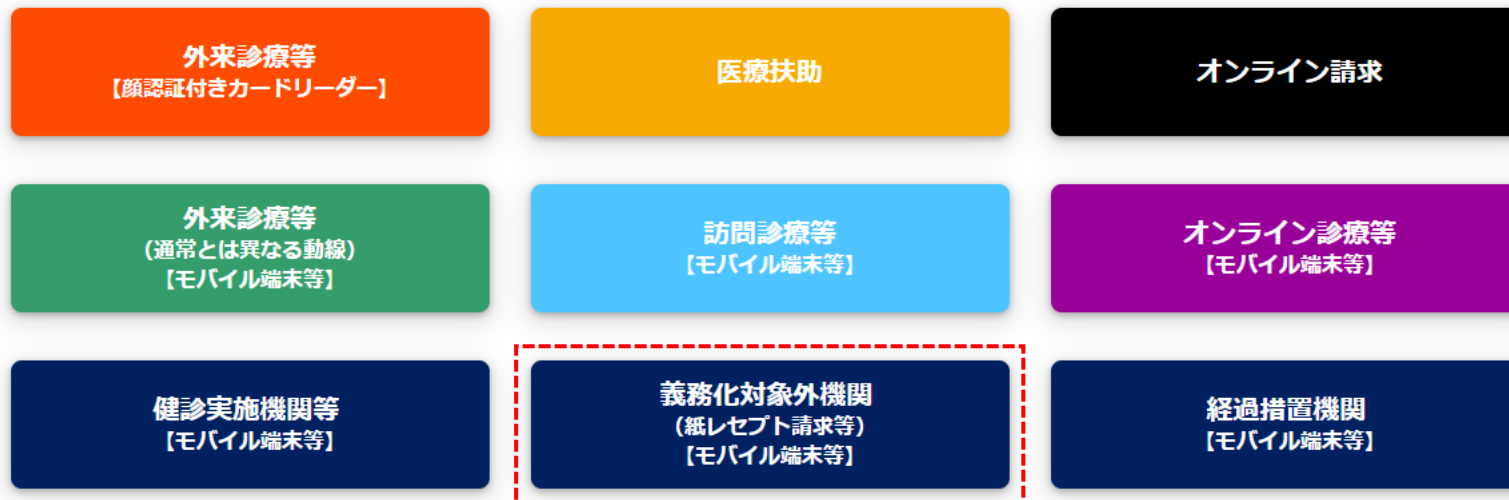 外来診療等
【顔認証付きカードリーダー】
医療扶助
オンライン請求
外来診療等
(通常とは異なる動線)
【モバイル端末等】
訪問診療等
【モバイル端末等】
オンライン診療等
【モバイル端末等】
健診実施機関等
【モバイル端末等】
義務化対象外機関
(紙レセプト請求等)
【モバイル端末等】
経過措置機関
【モバイル端末等】